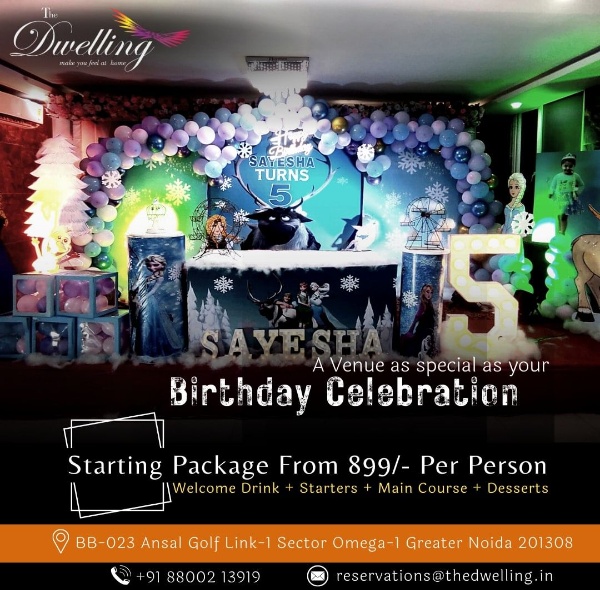 The
Dwelling
make you feel at home
Happy
Birthday
SAYESHA
TURNS
5
SAYESHA
5
A Venue as special as your
Birthday Celebration
Starting Package From 899/- Per Person
Welcome Drink + Starters + Main Course + Desserts
BB-023 Ansal Golf Link-1 Sector Omega-1 Greater Noida 201308
+91 88002 13919
reservations@thedwelling.in